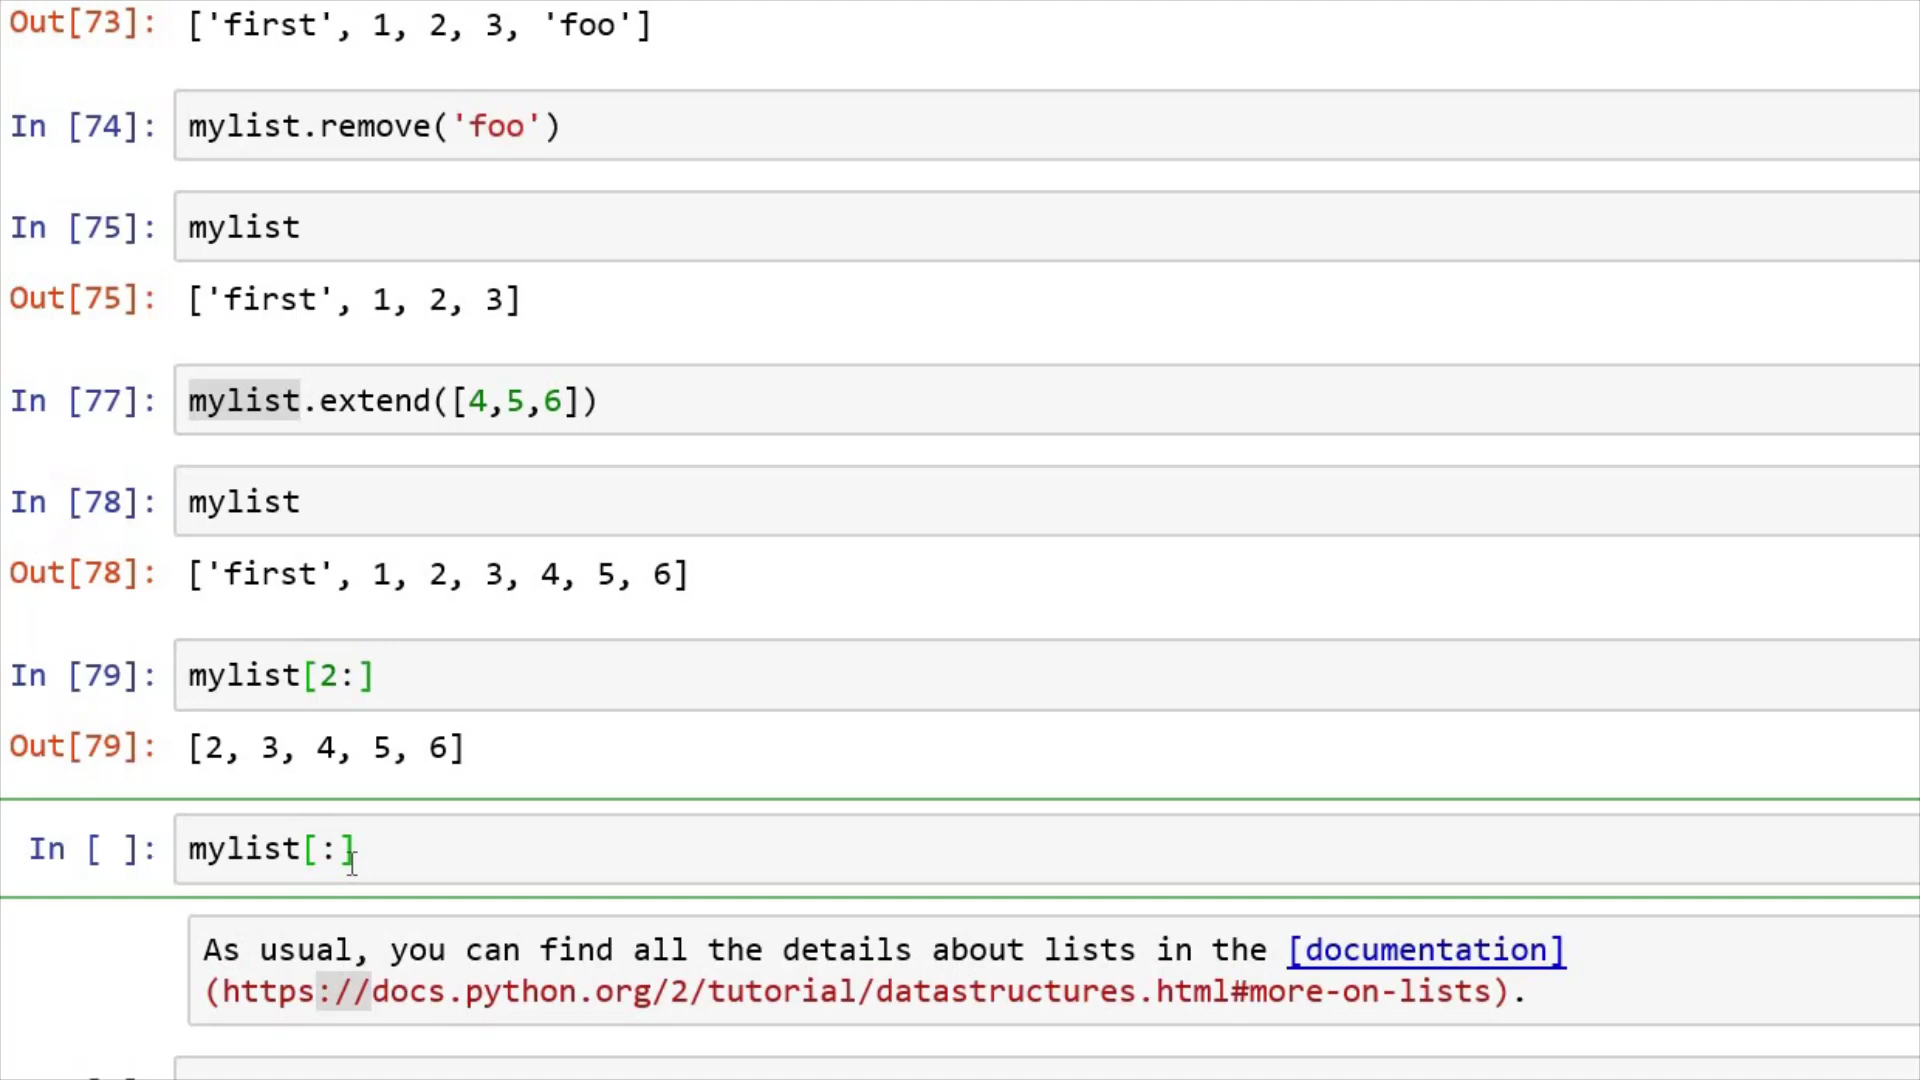 Out[73]: ['first', 1, 2, 3, 'foo']
In [74]: mylist.remove('foo')
In [75]: mylist
Out[75]: ['first', 1, 2, 3]
In [77]: mylist.extend([4,5,6])
In [78]: mylist
Out[78]: ['first', 1, 2, 3, 4, 5, 6]
In [79]: mylist[2:]
Out[79]: [2, 3, 4, 5, 6]
In [ ]: mylist[:]
As usual, you can find all the details about lists in the [documentation]
(https://docs.python.org/2/tutorial/datastructures.html#more-on-lists).